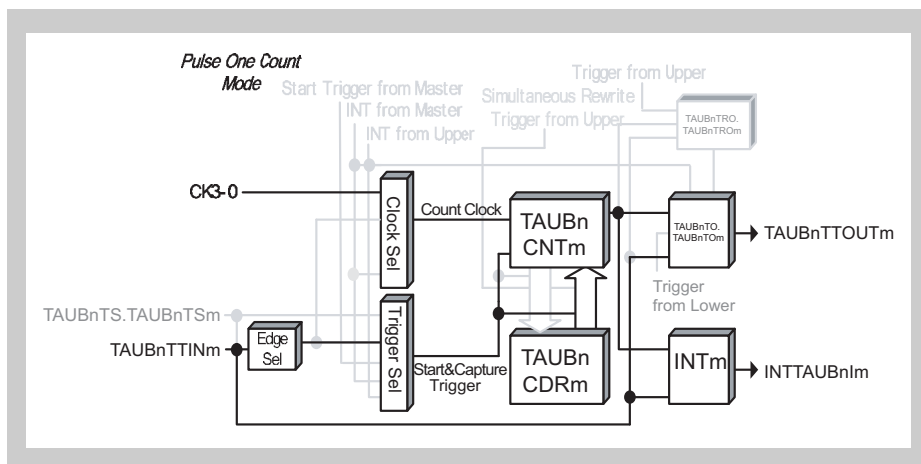 Pulse One Count
Mode
Trigger from Upper
Start Trigger from Master
Simultaneous Rewrite
INT from Master
Trigger from Upper
INT from Upper
TAUBnTRO.
TAUBnTROm
CK3-0
Clock Sel
Count Clock
TAUBn
CNTm
TAUBnTO.
TAUBnTOm
TAUBnTTOUTm
Trigger
from Lower
TAUBnTS.TAUBnTSm
TAUBnTTINm
Edge
Sel
Trigger Sel
Start&Capture
Trigger
TAUBn
CDRm
INTm
INTTAUBnIm